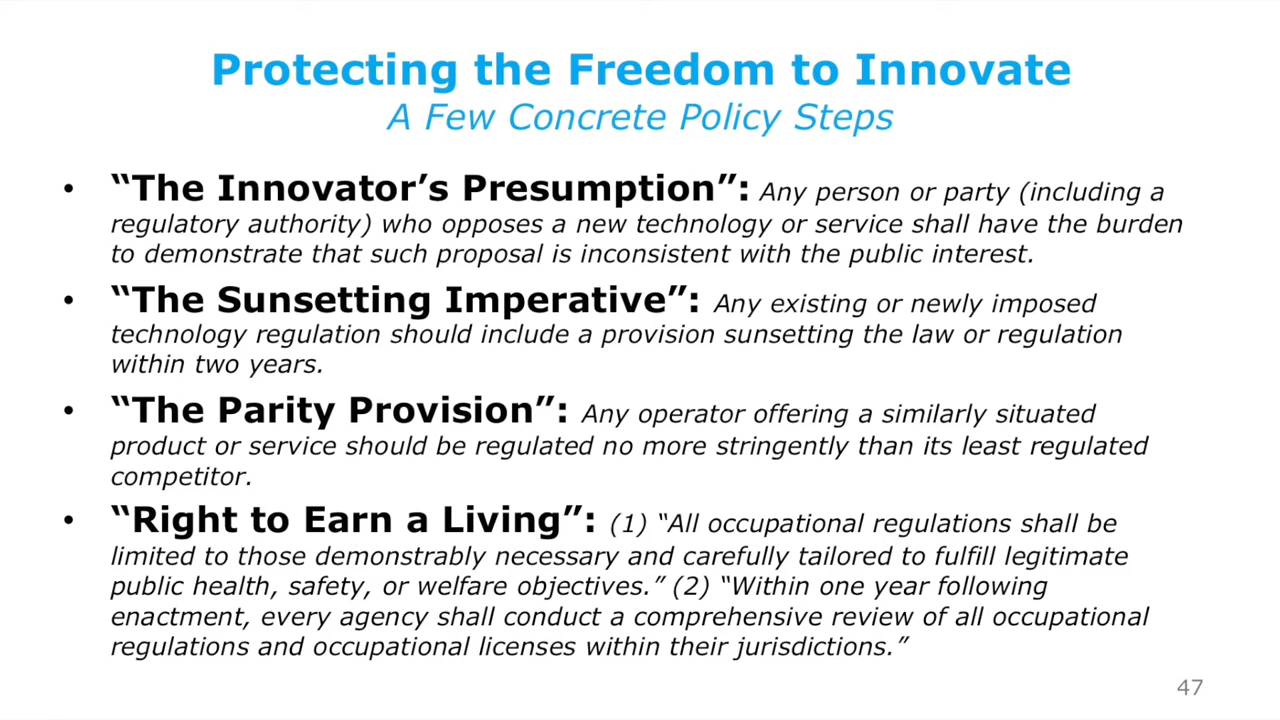 Protecting the Freedom to Innovate
A Few Concrete Policy Steps
• “The Innovator’s Presumption”: Any person or party (including a
regulatory authority) who opposes a new technology or service shall have the burden
to demonstrate that such proposal is inconsistent with the public interest.
• “The Sunsetting Imperative”: Any existing or newly imposed
technology regulation should include a provision sunsetting the law or regulation
within two years.
• “The Parity Provision”: Any operator offering a similarly situated
product or service should be regulated no more stringently than its least regulated
competitor.
• “Right to Earn a Living”: (1) “All occupational regulations shall be
limited to those demonstrably necessary and carefully tailored to fulfill legitimate
public health, safety, or welfare objectives.” (2) “Within one year following
enactment, every agency shall conduct a comprehensive review of all occupational
regulations and occupational licenses within their jurisdictions.”
47